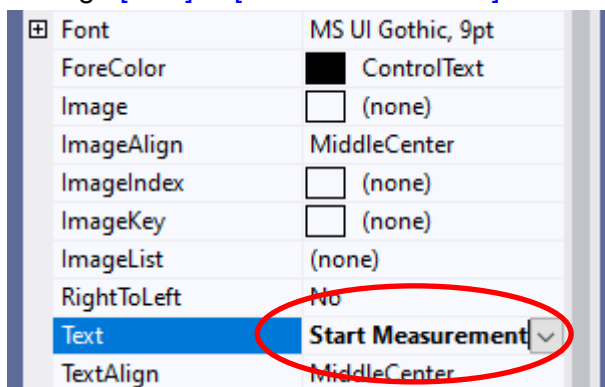 Font MS UI Gothic, 9pt
ForeColor ControlText
Image (none)
ImageAlign MiddleCenter
ImageIndex (none)
ImageKey (none)
ImageList (none)
RightToLeft No
Text Start Measurement
TextAlign MiddleCenter